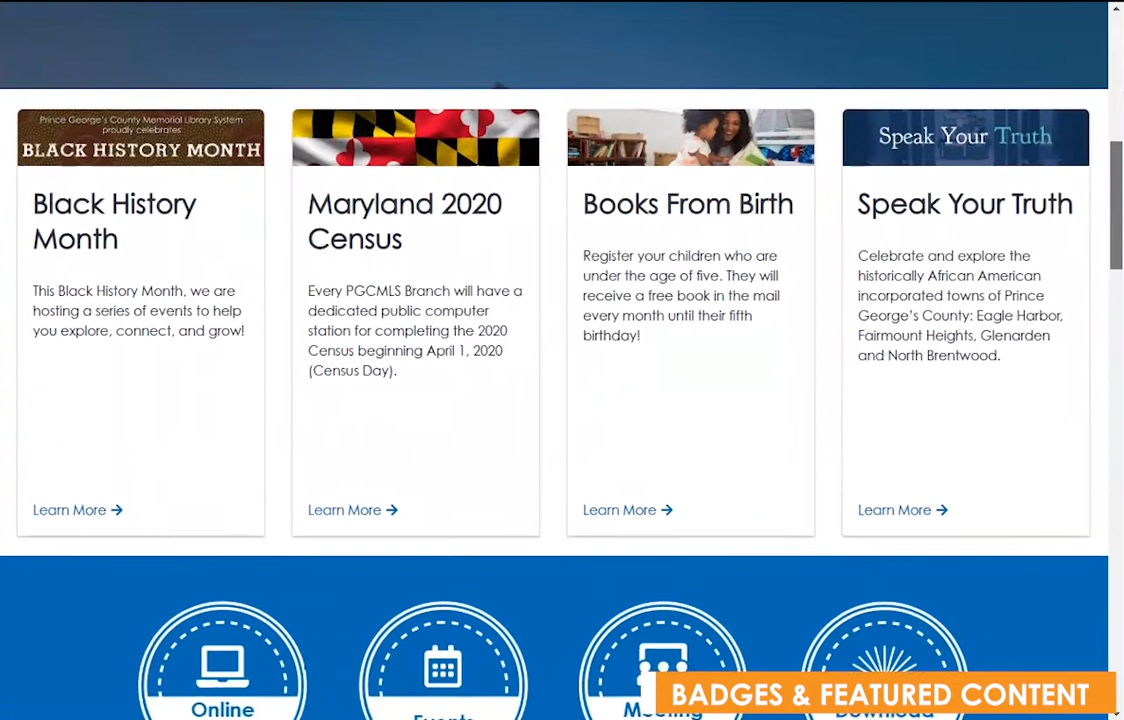 Prince George's County Memorial Library System
proudly celebrates
BLACK HISTORY MONTH
Black History
Month
This Black History Month, we are
hosting a series of events to help
you explore, connect, and grow!
Learn More
Maryland 2020
Census
Every PGCMLS Branch will have a
dedicated public computer
station for completing the 2020
Census beginning April 1, 2020
(Census Day).
Learn More
Books From Birth
Register your children who are
under the age of five. They will
receive a free book in the mail
every month until their fifth
birthday!
Learn More
Speak Your Truth
Speak Your Truth
Celebrate and explore the
historically African American
incorporated towns of Prince
George's County: Eagle Harbor,
Fairmount Heights, Glenarden
and North Brentwood.
Learn More
Online
Events
Meeting
Download
BADGES & FEATURED CONTENT